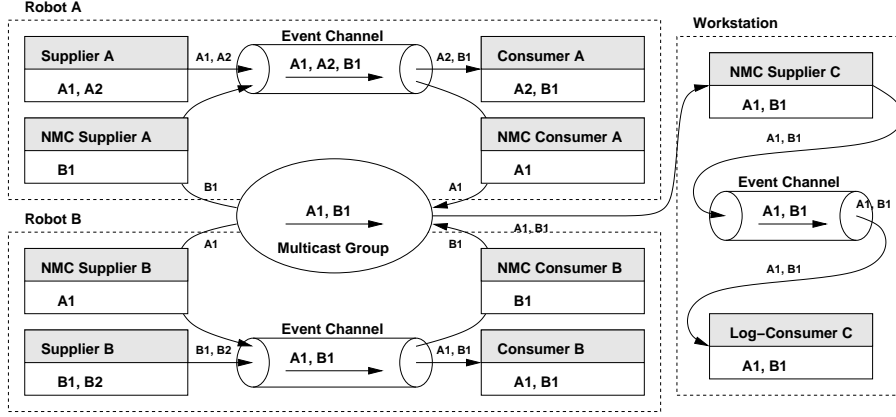 Robot A
Supplier A
A1, A2
A1, A2
Event Channel
A1, A2, B1
A2, B1
Consumer A
A2, B1
NMC Supplier A
B1
B1
NMC Consumer A
A1
A1
A1, B1
Multicast Group
A1, B1
Robot B
A1
NMC Supplier B
A1
B1
NMC Consumer B
B1
Supplier B
B1, B2
B1, B2
Event Channel
A1, B1
A1, B1
Consumer B
A1, B1
Workstation
NMC Supplier C
A1, B1
A1, B1
Event Channel
A1, B1
A1, B1
A1, B1
Log–Consumer C
A1, B1